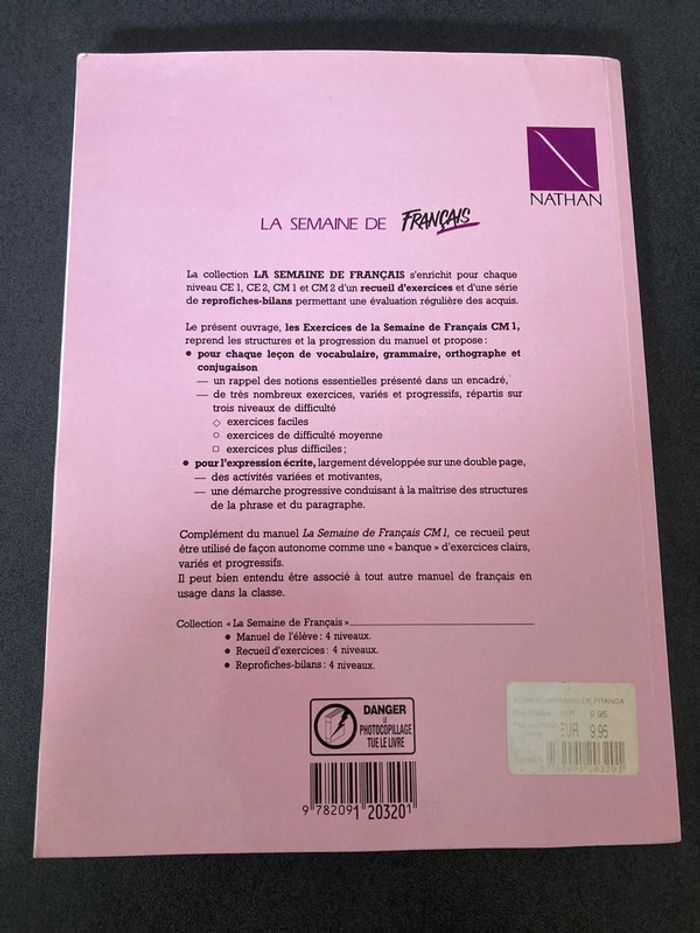 NATHAN
LA SEMAINE DE FRANÇAIS
La collection LA SEMAINE DE FRANÇAIS s'enrichit pour chaque
niveau CE 1, CE 2, CM 1 et CM 2 d'un recueil d'exercices et d'une série
de reprofiches-bilans permettant une évaluation régulière des acquis.
Le présent ouvrage, les Exercices de la Semaine de Français CM 1,
reprend les structures et la progression du manuel et propose :
● pour chaque leçon de vocabulaire, grammaire, orthographe et
conjugaison
— un rappel des notions essentielles présenté dans un encadré,
— de très nombreux exercices, variés et progressifs, répartis sur
trois niveaux de difficulté
◇ exercices faciles
○ exercices de difficulté moyenne
□ exercices plus difficiles ;
● pour l'expression écrite, largement développée sur une double page,
— des activités variées et motivantes,
— une démarche progressive conduisant à la maîtrise des structures
de la phrase et du paragraphe.
Complément du manuel La Semaine de Français CM 1, ce recueil peut
être utilisé de façon autonome comme une « banque » d'exercices clairs,
variés et progressifs.
Il peut bien entendu être associé à tout autre manuel de français en
usage dans la classe.
Collection « La Semaine de Français »
● Manuel de l'élève : 4 niveaux.
● Recueil d'exercices : 4 niveaux.
● Reprofiches-bilans : 4 niveaux.
DANGER
LE
PHOTOCOPILLAGE
TUE LE LIVRE
9 782091 203201
DE FRANCA
9,95
EUR 9,95
9 782091 203201